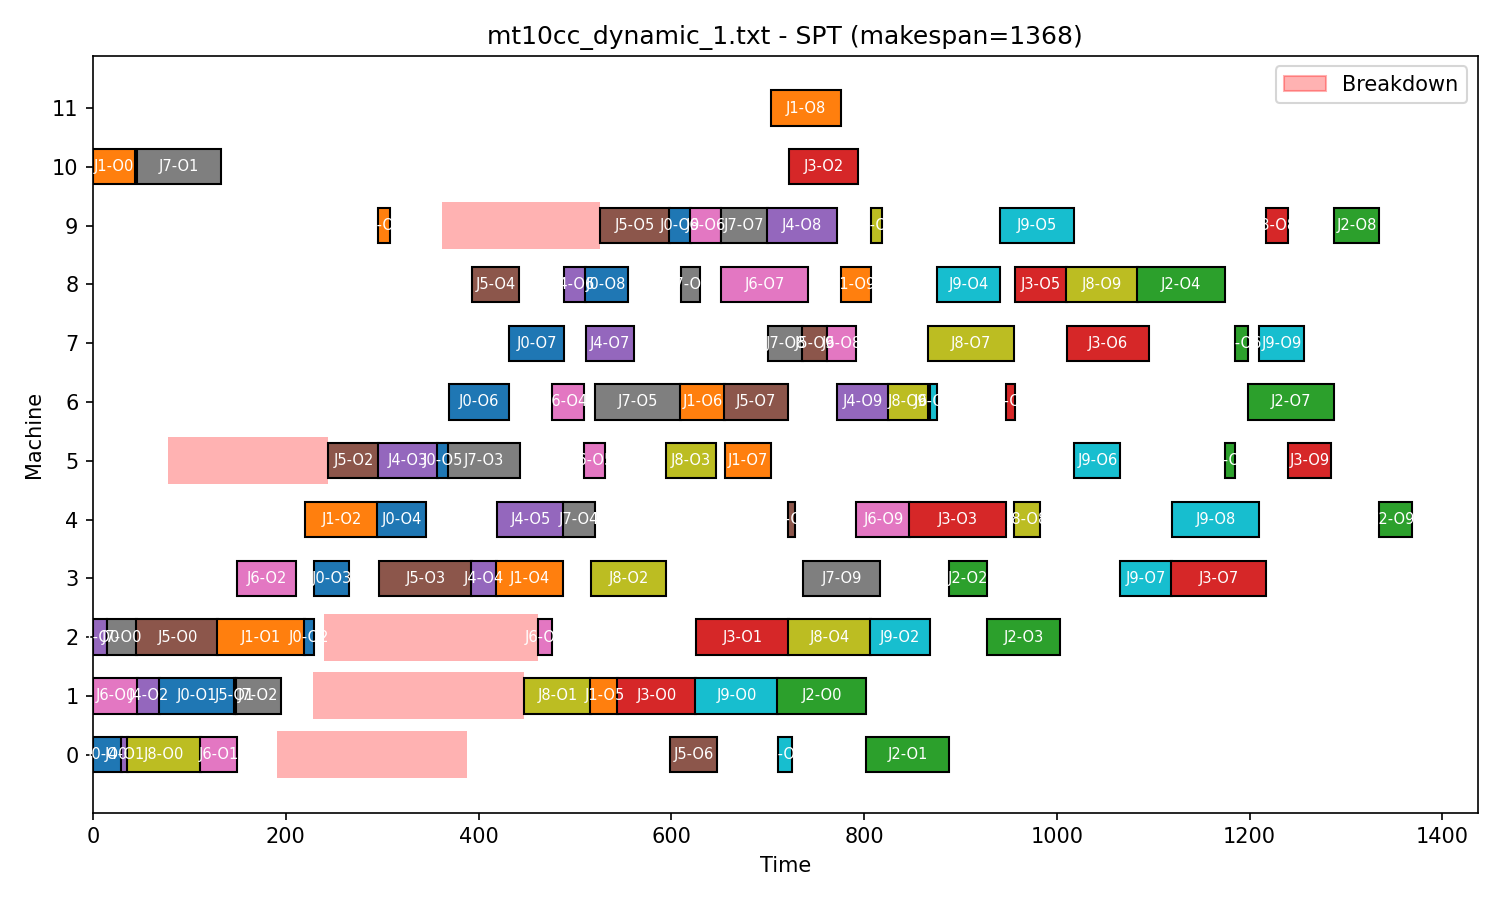 mt10cc_dynamic_1.txt - SPT (makespan=1368)
Breakdown
11 J1-O8
10 J1-O0 J7-O1 J3-O2
9 J5-O5 J7-O7 J4-O8 J9-O5 J2-O8
8 J5-O4 J0-O8 J6-O7 J1-O9 J9-O4 J3-O5 J8-O9 J2-O4
7 J0-O7 J4-O7 J8-O7 J3-O6 J9-O9
6 J0-O6 J7-O5 J1-O6 J5-O7 J4-O9 J2-O7
5 J5-O2 J4-O3 J0-O5 J7-O3 J8-O3 J1-O7 J9-O6 J3-O9
4 J1-O2 J0-O4 J4-O5 J7-O4 J6-O9 J3-O3 J9-O8
3 J6-O2 J0-O3 J5-O3 J4-O4 J1-O4 J8-O2 J7-O9 J2-O2 J9-O7 J3-O7
2 J5-O0 J1-O1 J0-O2 J3-O1 J8-O4 J9-O2 J2-O3
1 J6-O0 J4-O2 J0-O1 J8-O1 J1-O5 J3-O0 J9-O0 J2-O0
0 J8-O0 J6-O1 J5-O6 J2-O1
Machine
0 200 400 600 800 1000 1200 1400
Time